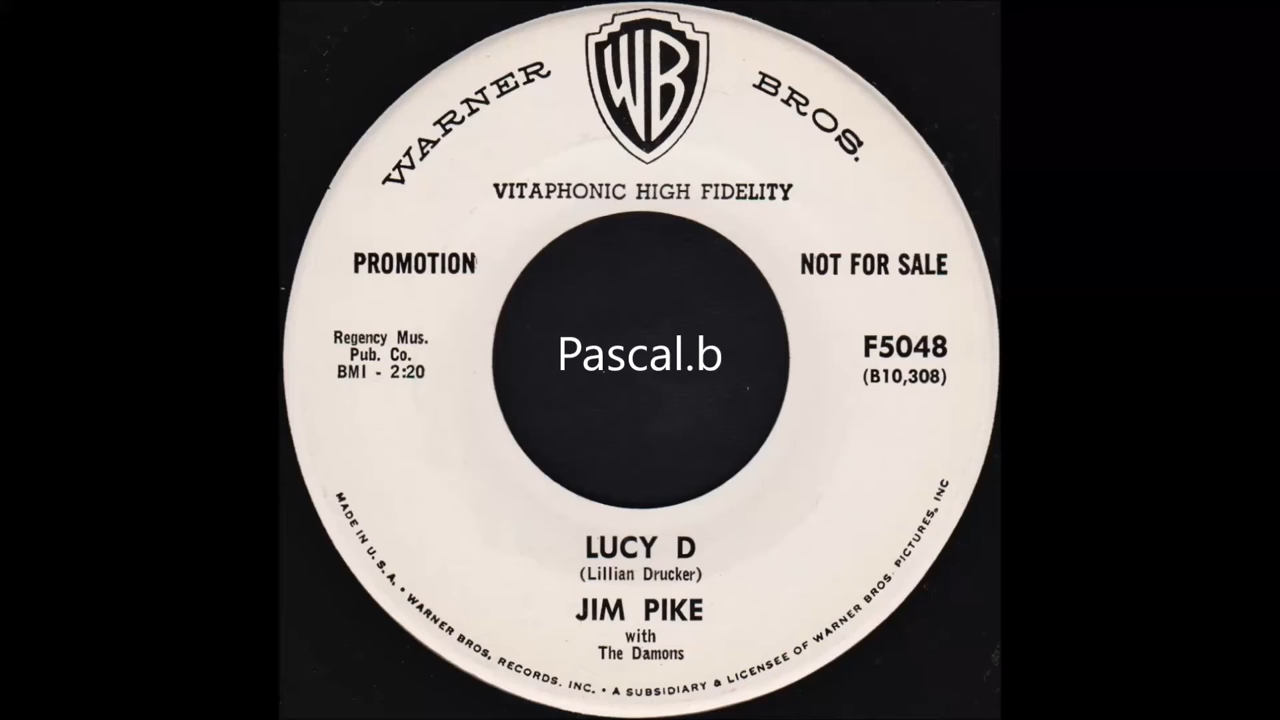 WARNER WB BROS.
VITAPHONIC HIGH FIDELITY
PROMOTION
NOT FOR SALE
Regency Mus.
Pub. Co.
BMI - 2:20
Pascal.b
F5048
(B10,308)
LUCY D
(Lillian Drucker)
JIM PIKE
with
The Damons
MADE IN U.S.A. • WARNER BROS. RECORDS, INC. • A SUBSIDIARY & LICENSEE OF WARNER BROS. PICTURES, INC